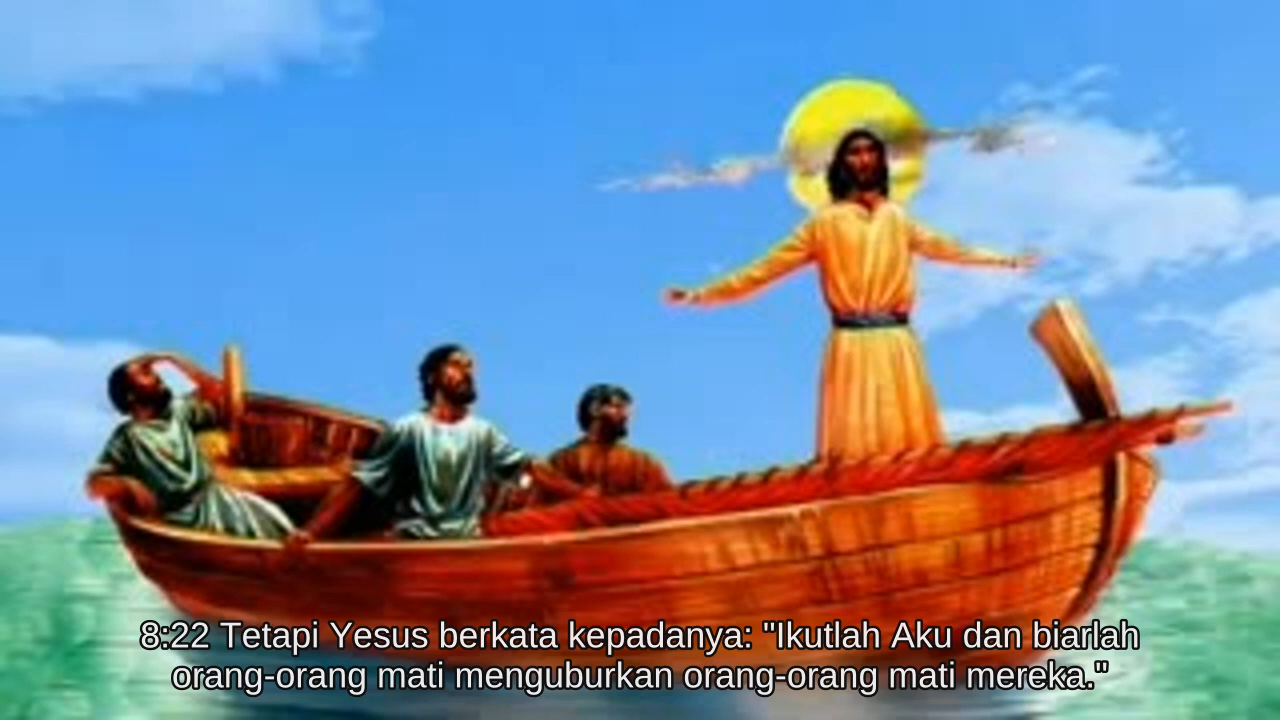 8:22 Tetapi Yesus berkata kepadanya: "Ikutlah Aku dan biarlah
orang-orang mati menguburkan orang-orang mati mereka."